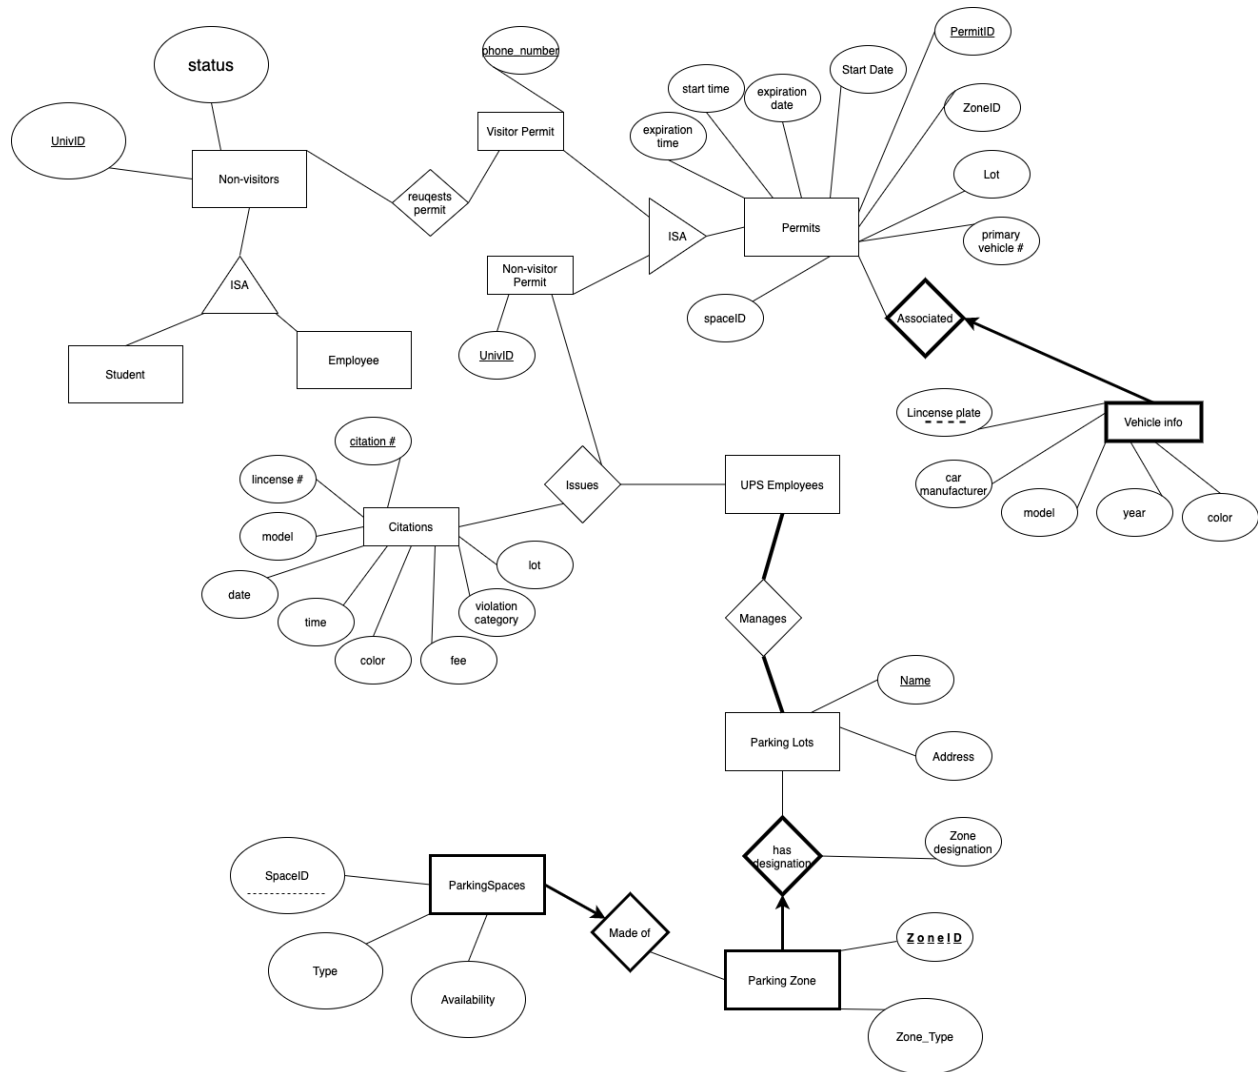 status
phone_number
PermitID
Start Date
start time
expiration
date
ZoneID
UnivID
Visitor Permit
expiration
time
Non-visitors
Lot
reuqests
permit
ISA
Permits
primary
vehicle #
Non-visitor
Permit
ISA
spaceID
Associated
Student
Employee
UnivID
Lincense plate
Vehicle info
citation #
lincense #
Issues
UPS Employees
car
manufacturer
model
year
color
Citations
model
lot
date
time
violation
category
Manages
color
fee
Name
Parking Lots
Address
has
designation
Zone
designation
SpaceID
ParkingSpaces
Made of
ZoneID
Type
Availability
Parking Zone
Zone_Type